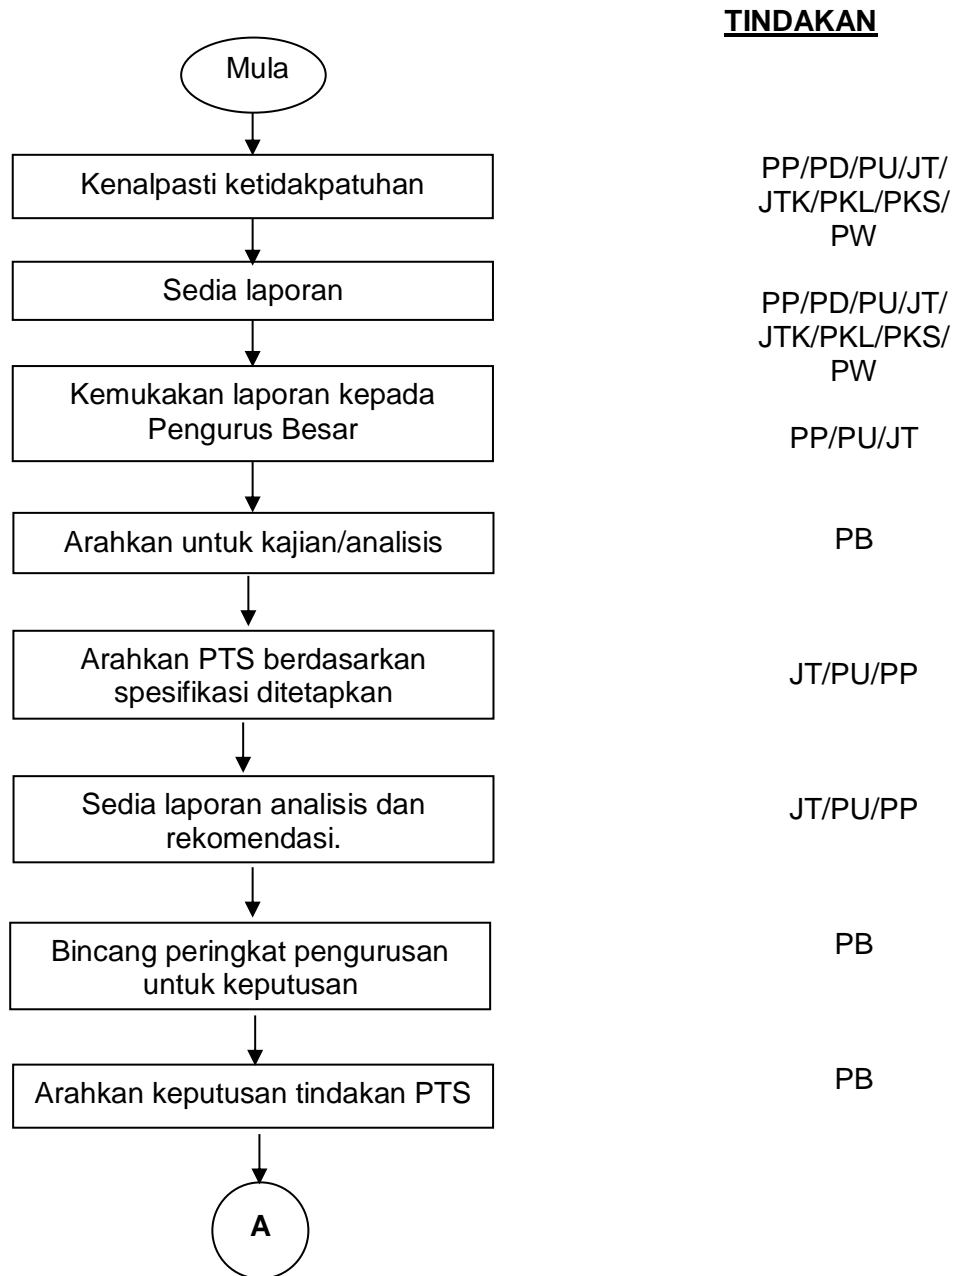 TINDAKAN
Mula
Kenalpasti ketidakpatuhan
PP/PD/PU/JT/
JTK/PKL/PKS/
PW
Sedia laporan
PP/PD/PU/JT/
JTK/PKL/PKS/
PW
Kemukakan laporan kepada
Pengurus Besar
PP/PU/JT
Arahkan untuk kajian/analisis
PB
Arahkan PTS berdasarkan
spesifikasi ditetapkan
JT/PU/PP
Sedia laporan analisis dan
rekomendasi.
JT/PU/PP
Bincang peringkat pengurusan
untuk keputusan
PB
Arahkan keputusan tindakan PTS
PB
A